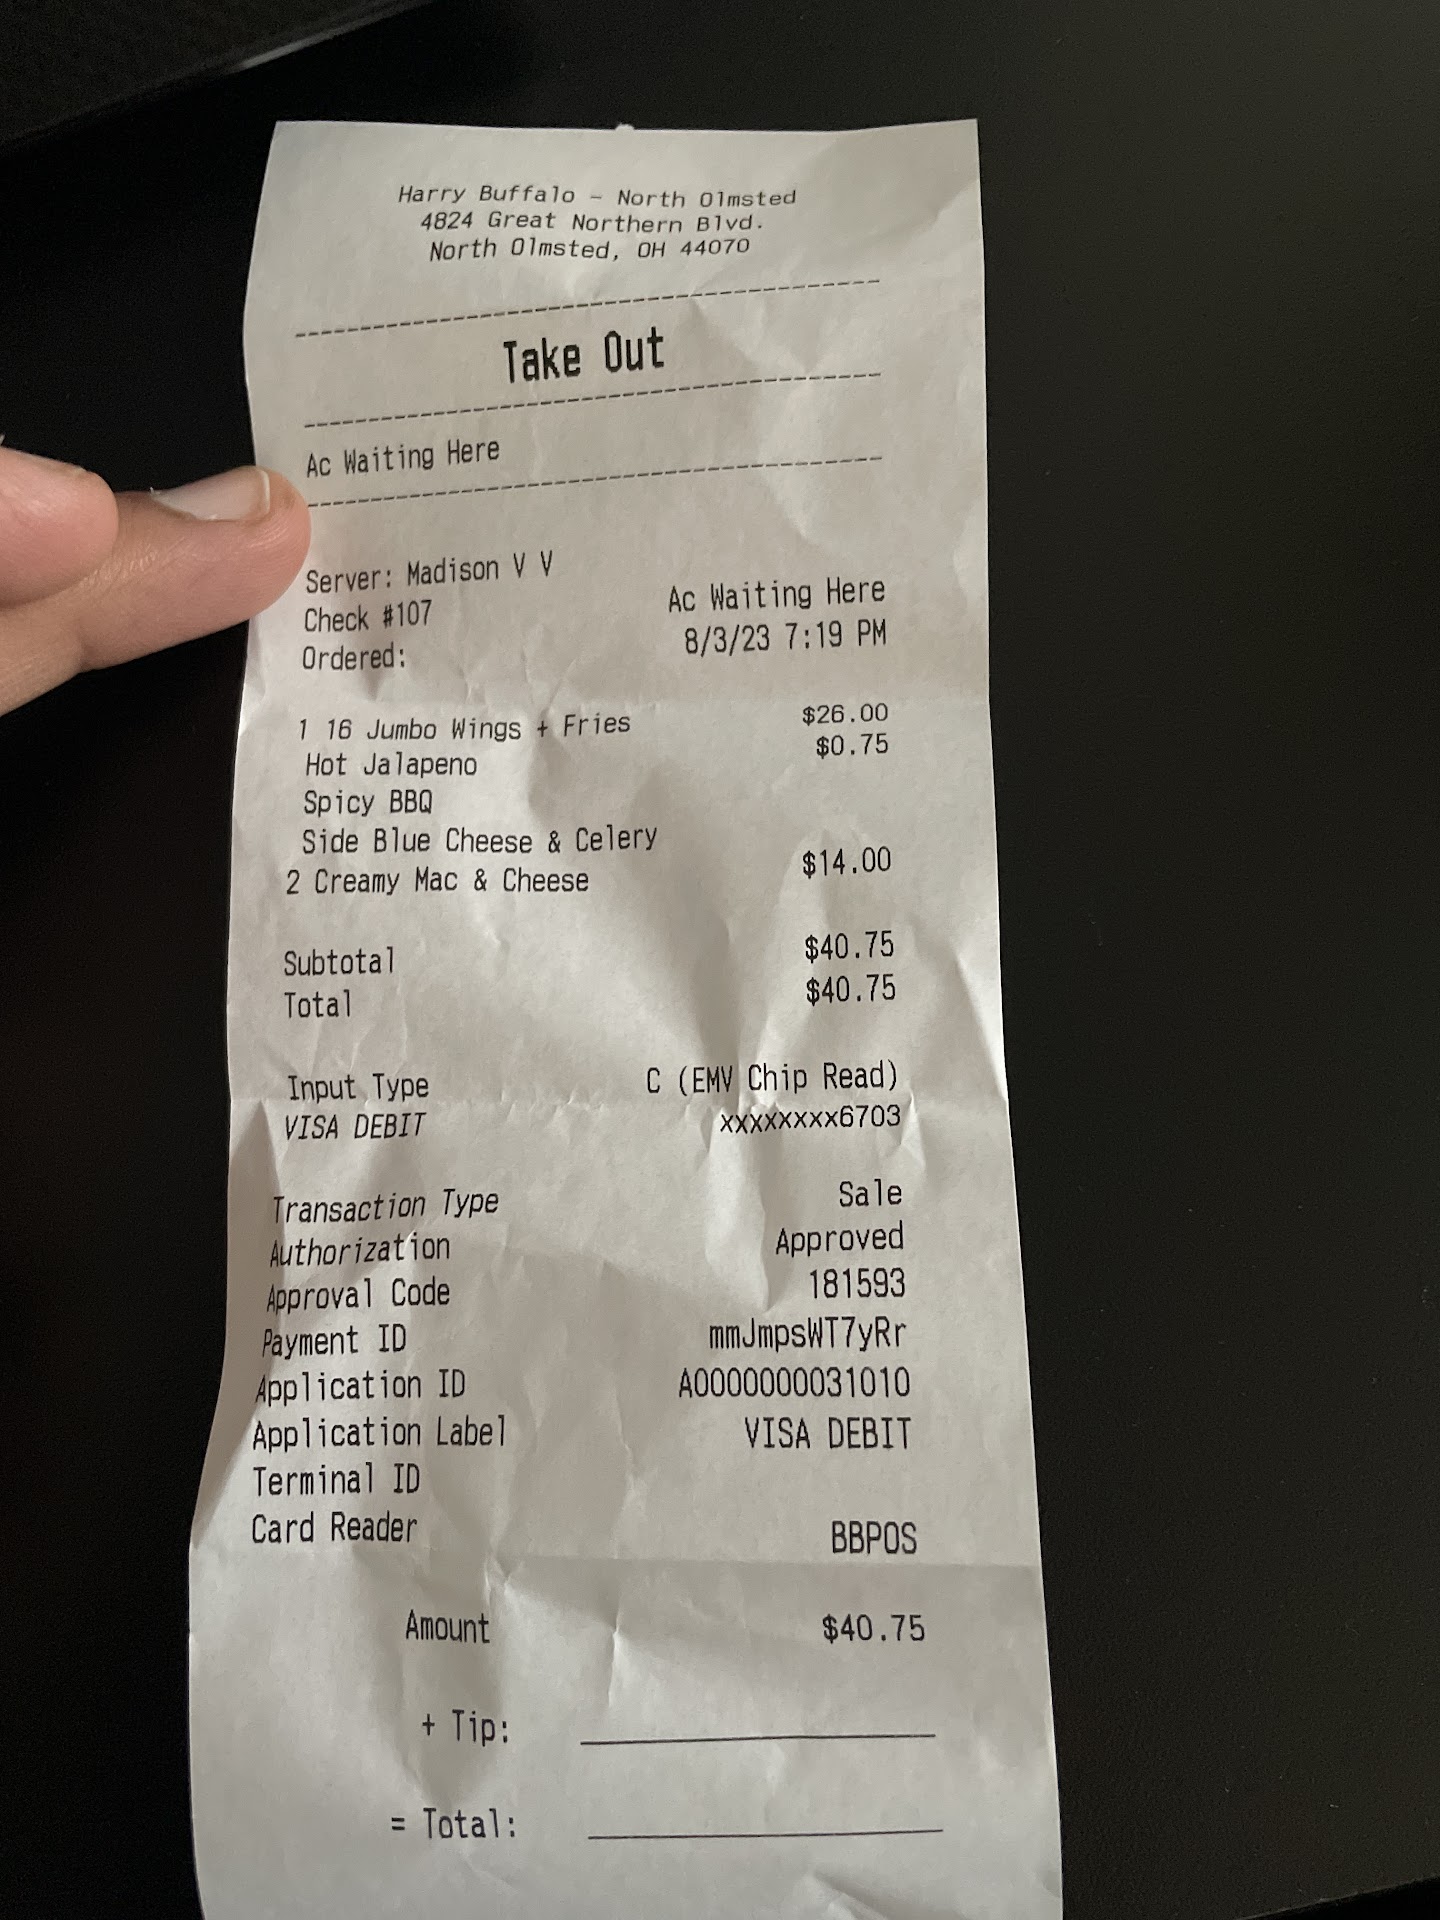 Harry Buffalo - North Olmsted
4824 Great Northern Blvd.
North Olmsted, OH 44070
Take Out
Ac Waiting Here
Server: Madison V V
Check #107 Ac Waiting Here
Ordered: 8/3/23 7:19 PM
1 16 Jumbo Wings + Fries $26.00
Hot Jalapeno $0.75
Spicy BBQ
Side Blue Cheese & Celery
2 Creamy Mac & Cheese $14.00
Subtotal $40.75
Total $40.75
Input Type C (EMV Chip Read)
VISA DEBIT xxxxxxxx6703
Transaction Type Sale
Authorization Approved
Approval Code 181593
Payment ID mmJmpsWT7yRr
Application ID A0000000031010
Application Label VISA DEBIT
Terminal ID
Card Reader BBPOS
Amount $40.75
+ Tip:
= Total: